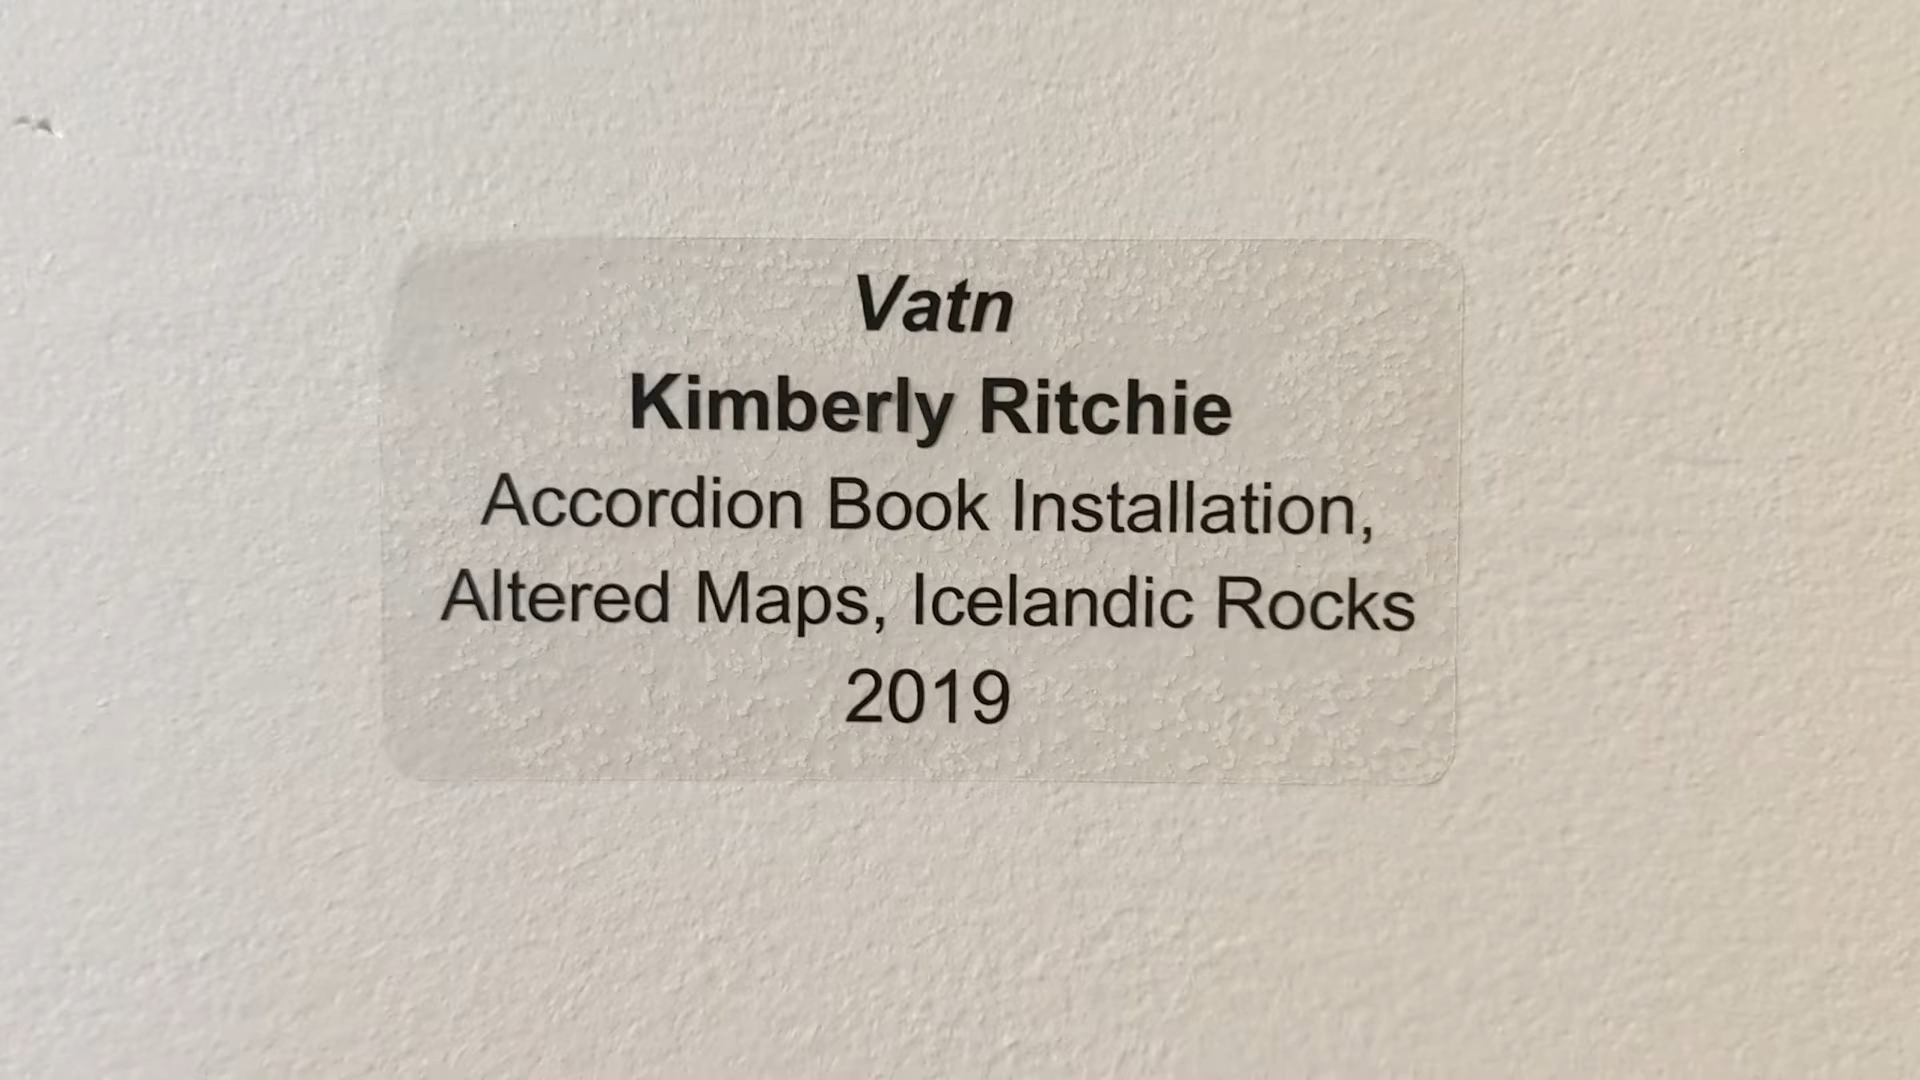 Vatn
Kimberly Ritchie
Accordion Book Installation,
Altered Maps, Icelandic Rocks
2019